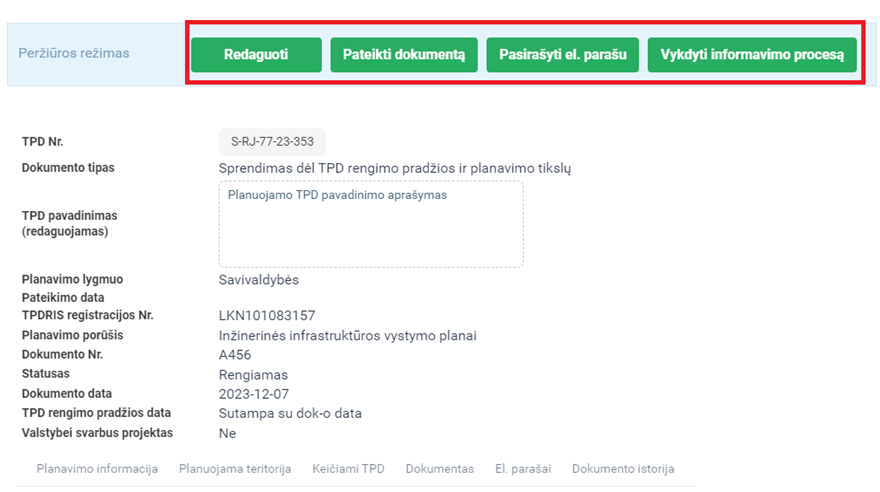 Peržiūros režimas
Redaguoti
Pateikti dokumentą
Pasirašyti el. parašu
Vykdyti informavimo procesą
TPD Nr. S-RJ-77-23-353
Dokumento tipas Sprendimas dėl TPD rengimo pradžios ir planavimo tikslų
TPD pavadinimas
(redaguojamas)
Planuojamo TPD pavadinimo aprašymas
Planavimo lygmuo Savivaldybės
Pateikimo data
TPDRIS registracijos Nr. LKN101083157
Planavimo porūšis Inžinerinės infrastruktūros vystymo planai
Dokumento Nr. A456
Statusas Rengiamas
Dokumento data 2023-12-07
TPD rengimo pradžios data Sutampa su dok-o data
Valstybei svarbus projektas Ne
Planavimo informacija Planuojama teritorija Keičiami TPD Dokumentas El. parašai Dokumento istorija